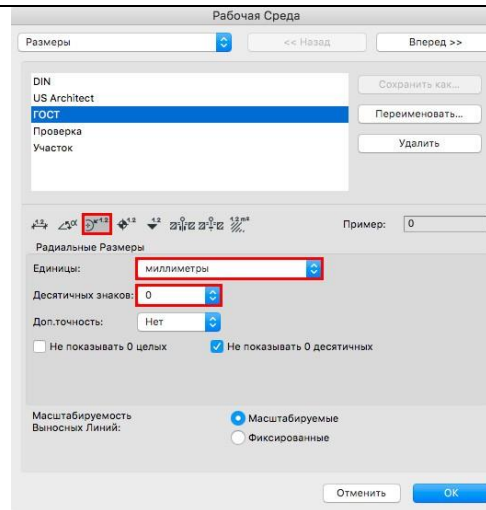 Рабочая Среда
Размеры << Назад Вперед >>
DIN
US Architect
ГОСТ
Проверка
Участок
Сохранить как...
Переименовать...
Удалить
Пример: 0
Радиальные Размеры
Единицы: миллиметры
Десятичных знаков: 0
Доп.точность: Нет
Не показывать 0 целых Не показывать 0 десятичных
Масштабируемость
Выносных Линий:
Масштабируемые
Фиксированные
Отменить OK